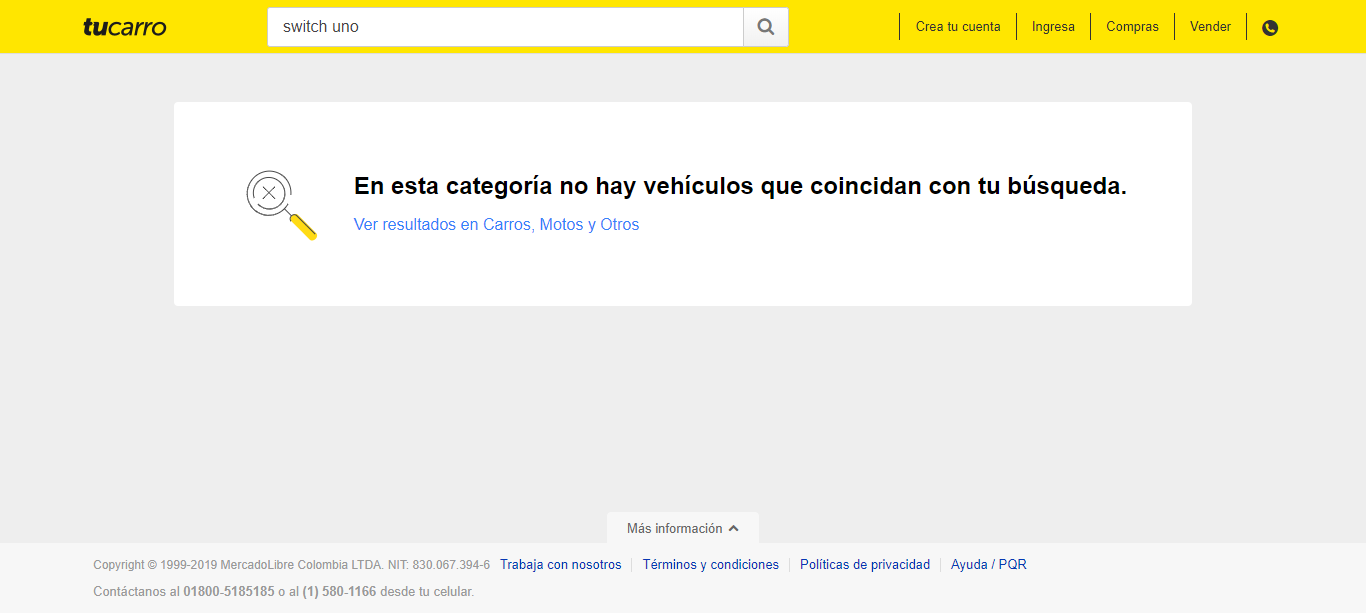 tucarro switch uno Crea tu cuenta Ingresa Compras Vender
En esta categoría no hay vehículos que coincidan con tu búsqueda.
Ver resultados en Carros, Motos y Otros
Más información
Copyright © 1999-2019 MercadoLibre Colombia LTDA. NIT: 830.067.394-6 Trabaja con nosotros Términos y condiciones Políticas de privacidad Ayuda / PQR
Contáctanos al 01800-5185185 o al (1) 580-1166 desde tu celular.